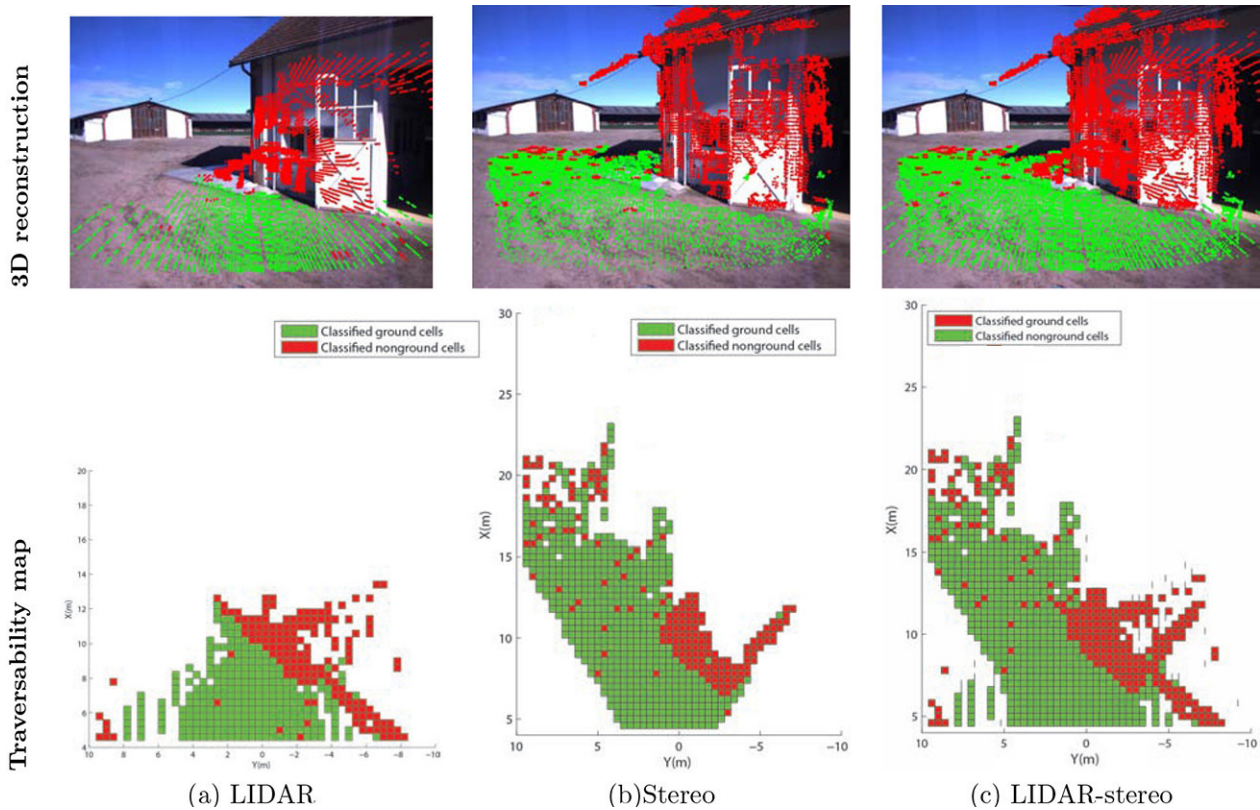 3D reconstruction
Classified ground cells
Classified nonground cells
20
18
16
14
12
10
8
6
4
X(m)
10
8
6
4
2
0
−2
−4
−6
−8
−10
Y(m)
30
25
20
15
10
5
X(m)
Classified ground cells
Classified nonground cells
10
5
0
−5
−10
Y(m)
30
25
20
15
10
5
X(m)
Classified ground cells
Classified nonground cells
10
5
0
−5
−10
Y(m)
Traversability map
(a) LIDAR
(b)Stereo
(c) LIDAR-stereo